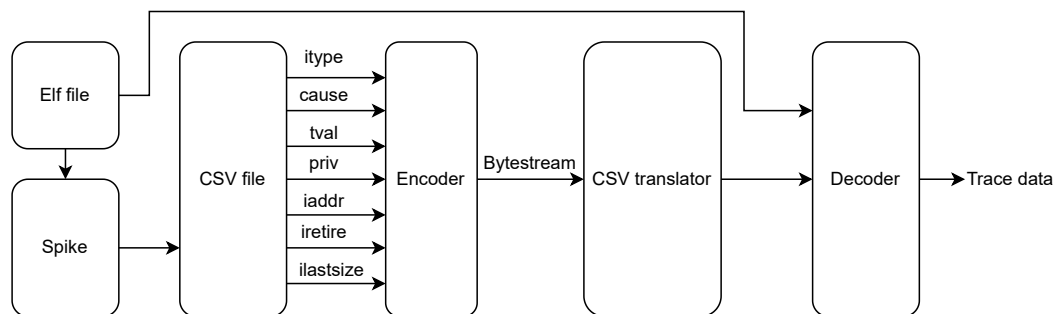 Elf file
Spike
CSV file
itype
cause
tval
priv
iaddr
iretire
ilastsize
Encoder
Bytestream
CSV translator
Decoder
Trace data